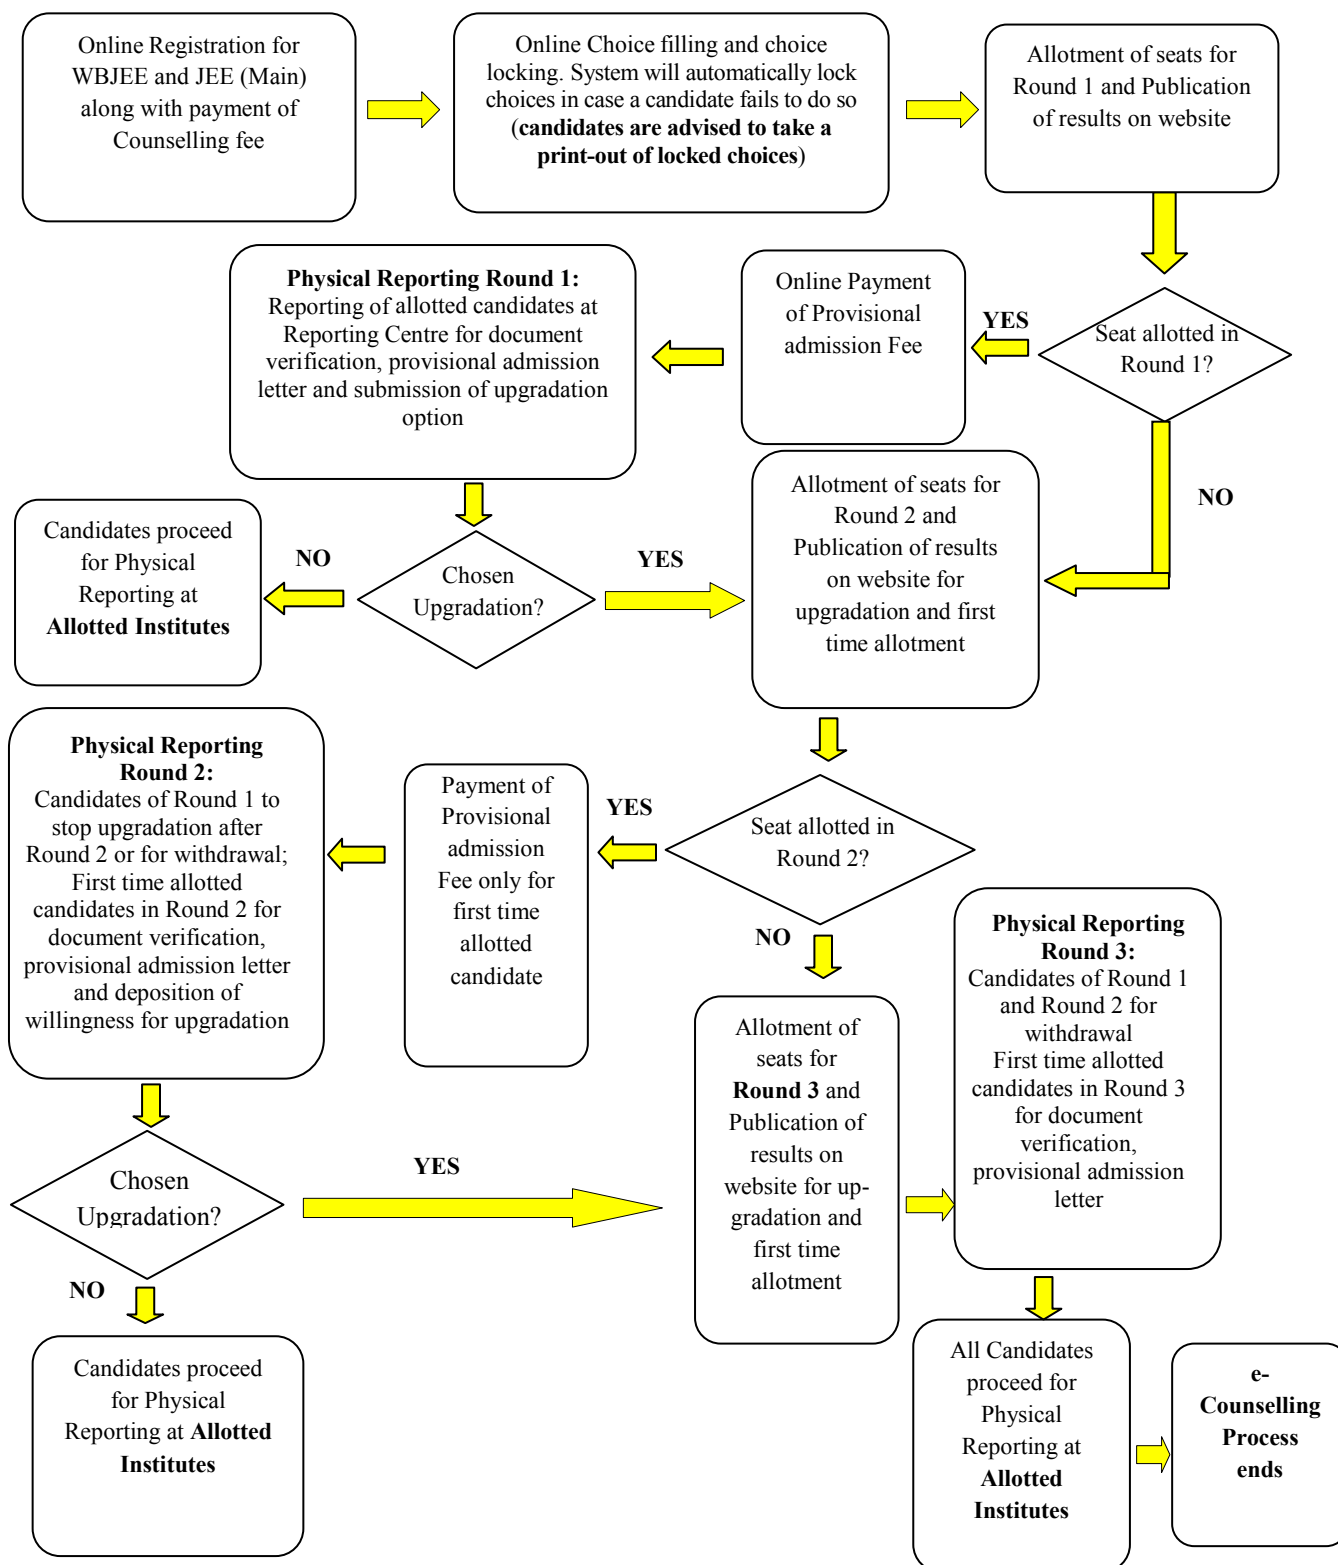 Online Registration for
WBJEE and JEE (Main)
along with payment of
Counselling fee
Online Choice filling and choice
locking. System will automatically lock
choices in case a candidate fails to do so
(candidates are advised to take a
print-out of locked choices)
Allotment of seats for
Round 1 and Publication
of results on website
Seat allotted in
Round 1?
YES
NO
Online Payment
of Provisional
admission Fee
Physical Reporting Round 1:
Reporting of allotted candidates at
Reporting Centre for document
verification, provisional admission
letter and submission of upgradation
option
Chosen
Upgradation?
NO
YES
Candidates proceed
for Physical
Reporting at
Allotted Institutes
Allotment of seats for
Round 2 and
Publication of results
on website for
upgradation and first
time allotment
Seat allotted in
Round 2?
YES
NO
Payment of
Provisional
admission
Fee only for
first time
allotted
candidate
Physical Reporting
Round 2:
Candidates of Round 1 to
stop upgradation after
Round 2 or for withdrawal;
First time allotted
candidates in Round 2 for
document verification,
provisional admission letter
and deposition of
willingness for upgradation
Chosen
Upgradation?
YES
NO
Candidates proceed
for Physical
Reporting at Allotted
Institutes
Allotment of
seats for
Round 3 and
Publication of
results on
website for up-
gradation and
first time
allotment
Physical Reporting
Round 3:
Candidates of Round 1
and Round 2 for
withdrawal
First time allotted
candidates in Round 3
for document
verification,
provisional admission
letter
All Candidates
proceed for
Physical
Reporting at
Allotted
Institutes
e-
Counselling
Process
ends